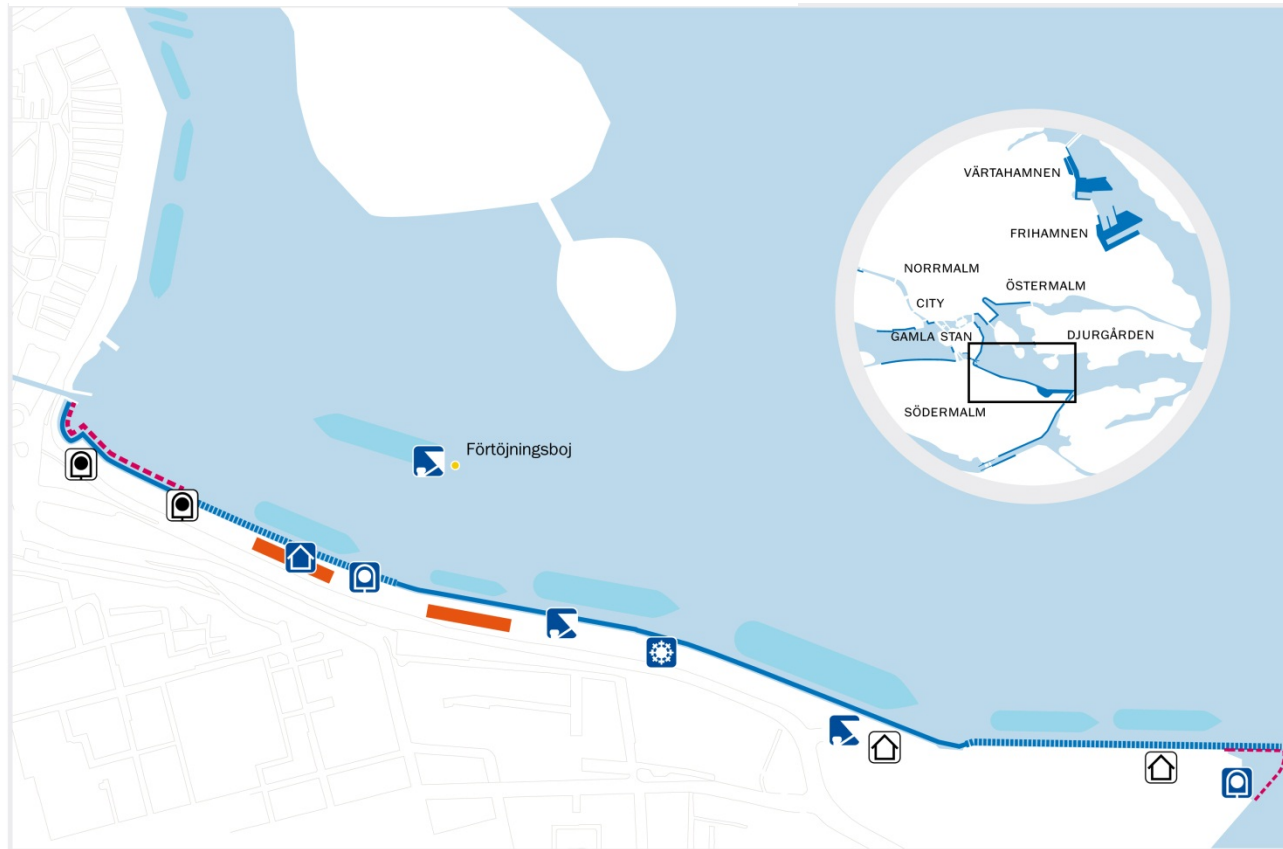 VÄRTAHAMNEN
FRIHAMNEN
NORRMALM
ÖSTERMALM
CITY
GAMLA STAN
DJURGÅRDEN
SÖDERMALM
Förtöjningsboj